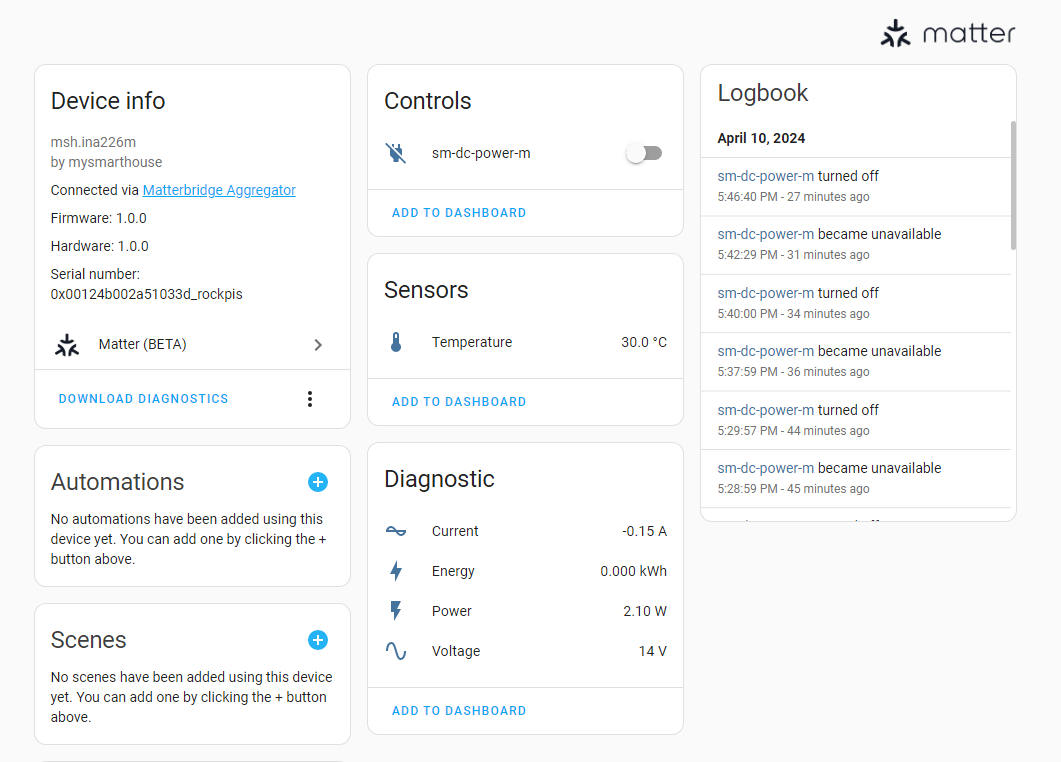 matter
Device info
msh.ina226m
by mysmarthouse
Connected via Matterbridge Aggregator
Firmware: 1.0.0
Hardware: 1.0.0
Serial number:
0x00124b002a51033d_rockpis
Matter (BETA)
DOWNLOAD DIAGNOSTICS
Automations
No automations have been added using this
device yet. You can add one by clicking the +
button above.
Scenes
No scenes have been added using this device
yet. You can add one by clicking the + button
above.
Controls
sm-dc-power-m
ADD TO DASHBOARD
Sensors
Temperature 30.0 °C
ADD TO DASHBOARD
Diagnostic
Current -0.15 A
Energy 0.000 kWh
Power 2.10 W
Voltage 14 V
ADD TO DASHBOARD
Logbook
April 10, 2024
sm-dc-power-m turned off
5:46:40 PM - 27 minutes ago
sm-dc-power-m became unavailable
5:42:29 PM - 31 minutes ago
sm-dc-power-m turned off
5:40:00 PM - 34 minutes ago
sm-dc-power-m became unavailable
5:37:59 PM - 36 minutes ago
sm-dc-power-m turned off
5:29:57 PM - 44 minutes ago
sm-dc-power-m became unavailable
5:28:59 PM - 45 minutes ago